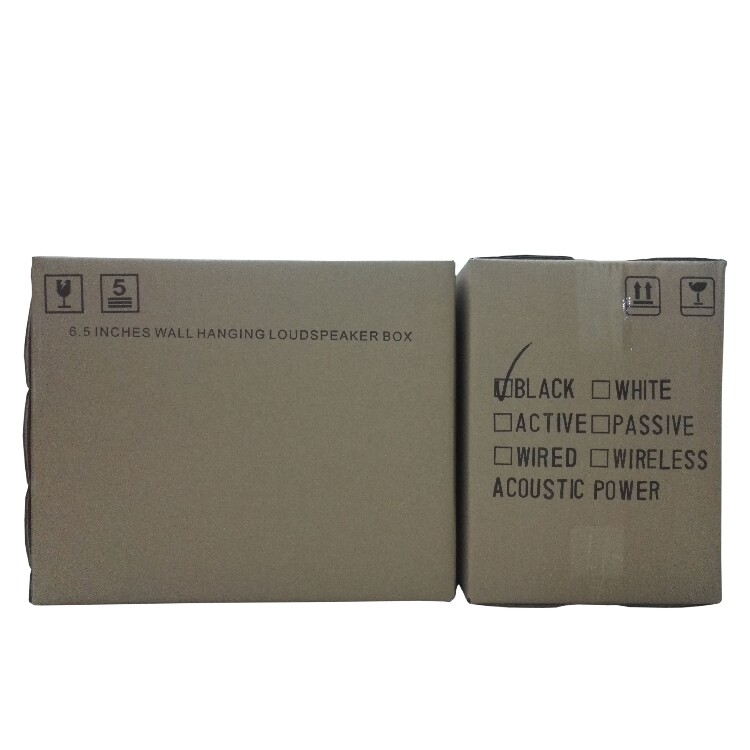 5
6.5 INCHES WALL HANGING LOUDSPEAKER BOX
BLACK WHITE
ACTIVE PASSIVE
WIRED WIRELESS
ACOUSTIC POWER